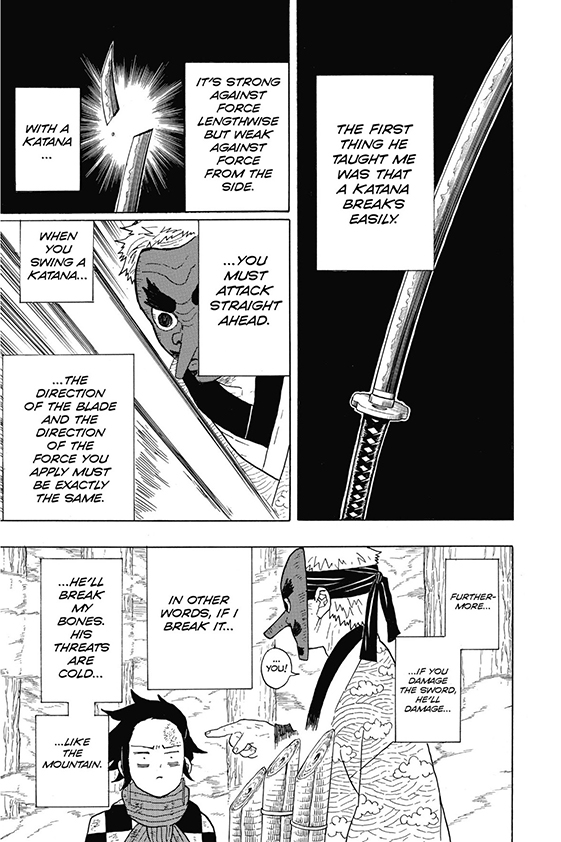 THE FIRST
THING HE
TAUGHT ME
WAS THAT
A KATANA
BREAKS
EASILY.
IT'S STRONG
AGAINST
FORCE
LENGTHWISE
BUT WEAK
AGAINST
FORCE
FROM THE
SIDE.
WITH A
KATANA
...
...YOU
MUST
ATTACK
STRAIGHT
AHEAD.
WHEN
YOU
SWING A
KATANA...
...THE
DIRECTION
OF THE BLADE
AND THE
DIRECTION
OF THE
FORCE YOU
APPLY MUST
BE EXACTLY
THE SAME.
FURTHER-
MORE...
...IF YOU
DAMAGE
THE SWORD,
HE'LL
DAMAGE...
...
YOU!
IN OTHER
WORDS, IF I
BREAK IT...
...HE'LL
BREAK
MY
BONES.
HIS
THREATS
ARE
COLD...
...LIKE
THE
MOUNTAIN.